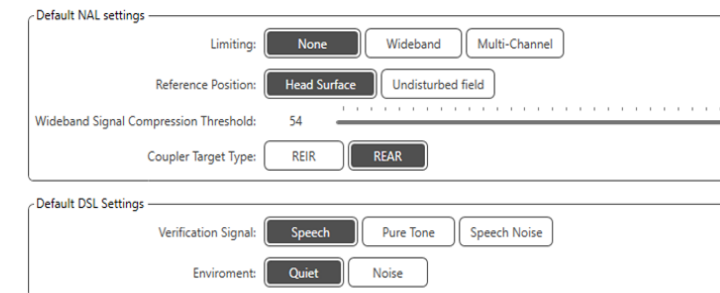 Default NAL settings
Limiting: None Wideband Multi-Channel
Reference Position: Head Surface Undisturbed field
Wideband Signal Compression Threshold: 54
Coupler Target Type: REIR REAR
Default DSL Settings
Verification Signal: Speech Pure Tone Speech Noise
Enviroment: Quiet Noise